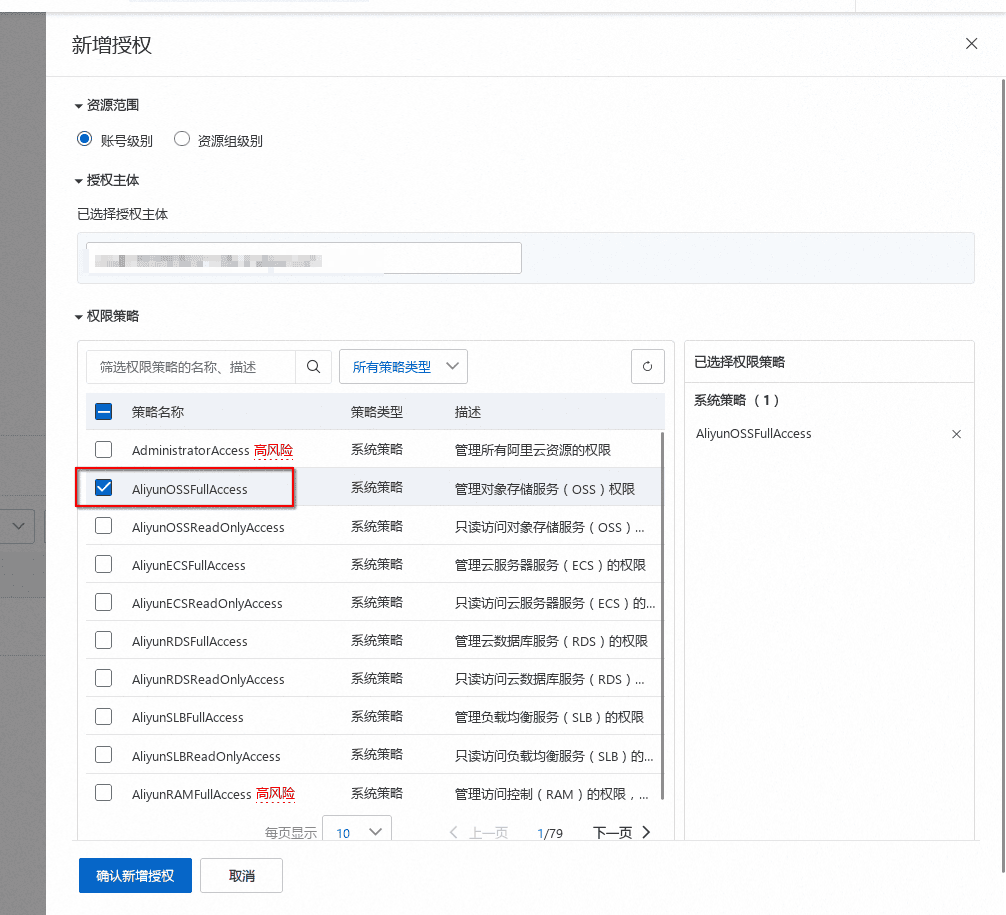 新增授权
资源范围
账号级别 资源组级别
授权主体
已选择授权主体
权限策略
筛选权限策略的名称、描述 所有策略类型
策略名称 策略类型 描述
AdministratorAccess 高风险 系统策略 管理所有阿里云资源的权限
AliyunOSSFullAccess 系统策略 管理对象存储服务（OSS）权限
AliyunOSSReadOnlyAccess 系统策略 只读访问对象存储服务（OSS）...
AliyunECSFullAccess 系统策略 管理云服务器服务（ECS）的权限
AliyunECSReadOnlyAccess 系统策略 只读访问云服务器服务（ECS）的...
AliyunRDSFullAccess 系统策略 管理云数据库服务（RDS）的权限
AliyunRDSReadOnlyAccess 系统策略 只读访问云数据库服务（RDS）...
AliyunSLBFullAccess 系统策略 管理负载均衡服务（SLB）的权限
AliyunSLBReadOnlyAccess 系统策略 只读访问负载均衡服务（SLB）的...
AliyunRAMFullAccess 高风险 系统策略 管理访问控制（RAM）的权限，...
每页显示 10 上一页 1/79 下一页
已选择权限策略
系统策略（1）
AliyunOSSFullAccess
确认新增授权 取消